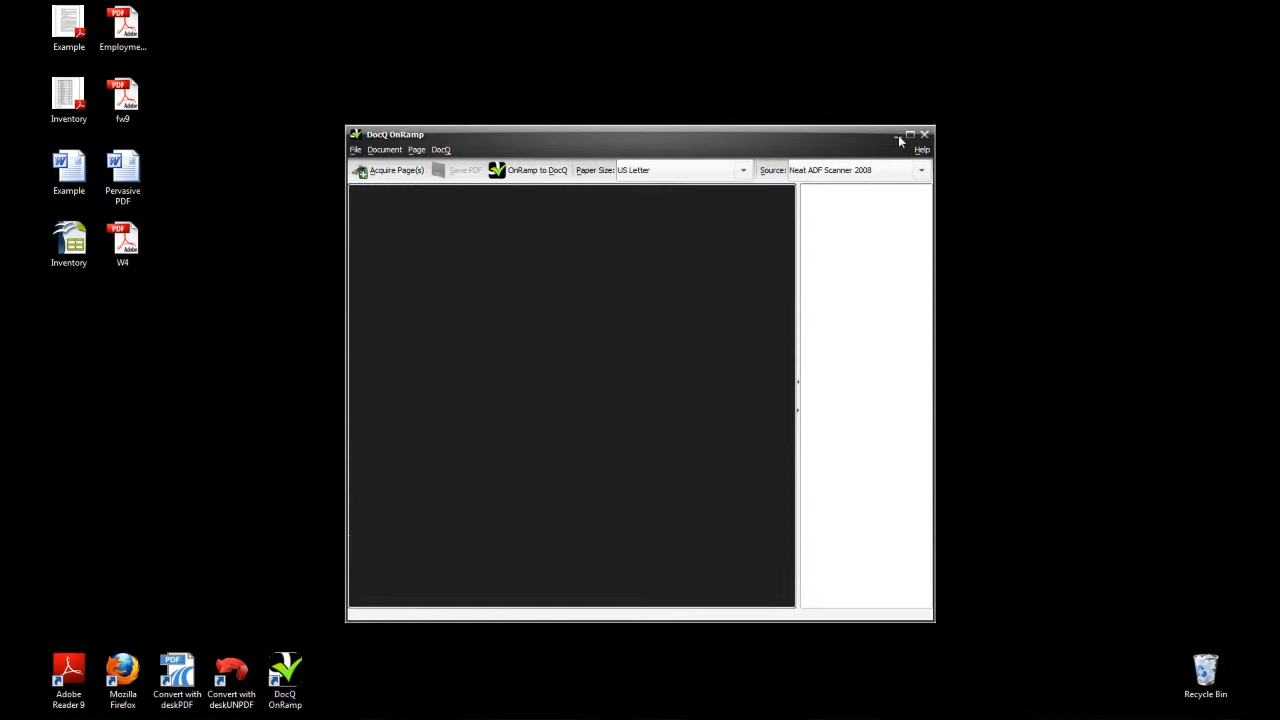 Example
Employme...
Inventory
fw9
Example
Pervasive
PDF
Inventory
W4
DocQ OnRamp
File Document Page DocQ Help
Acquire Page(s) Save PDF OnRamp to DocQ Paper Size: US Letter Source: Neat ADF Scanner 2008
Adobe
Reader 9
Mozilla
Firefox
Convert with
deskPDF
Convert with
deskUNPDF
DocQ
OnRamp
Recycle Bin